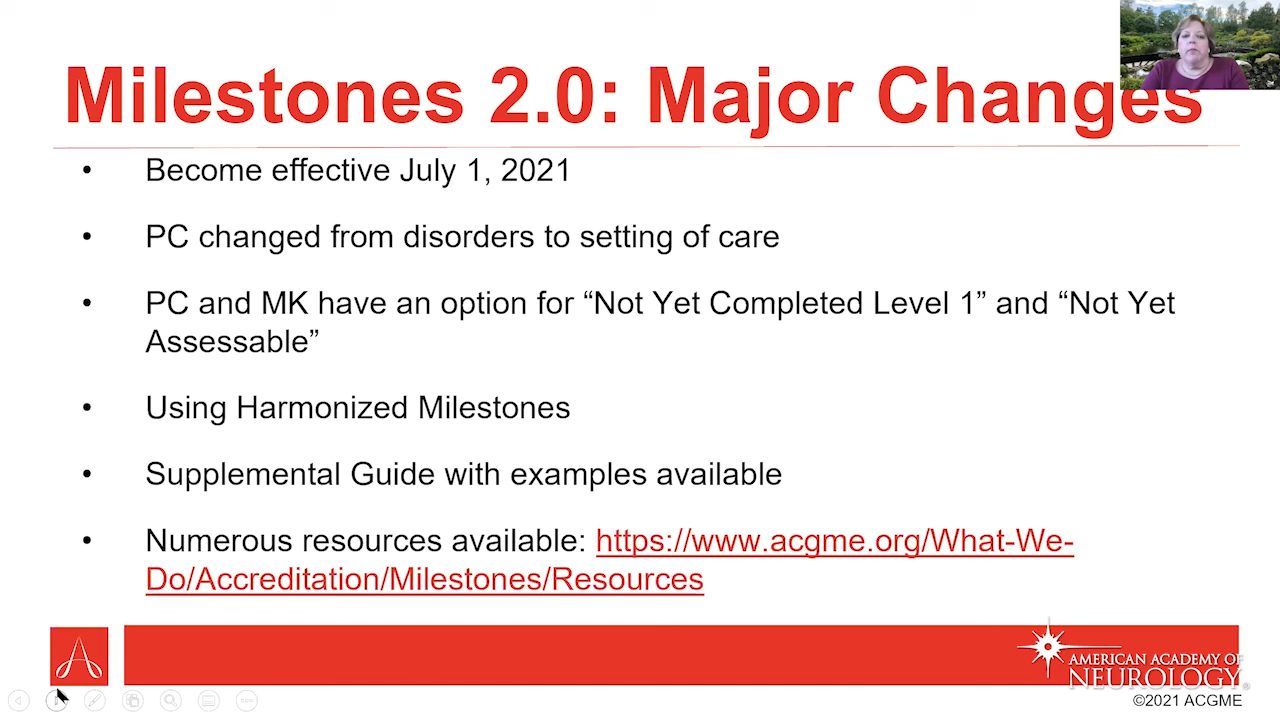 Milestones 2.0: Major Changes
• Become effective July 1, 2021
• PC changed from disorders to setting of care
• PC and MK have an option for “Not Yet Completed Level 1” and “Not Yet
Assessable”
• Using Harmonized Milestones
• Supplemental Guide with examples available
• Numerous resources available: https://www.acgme.org/What-We-
Do/Accreditation/Milestones/Resources
AMERICAN ACADEMY OF
NEUROLOGY®
©2021 ACGME